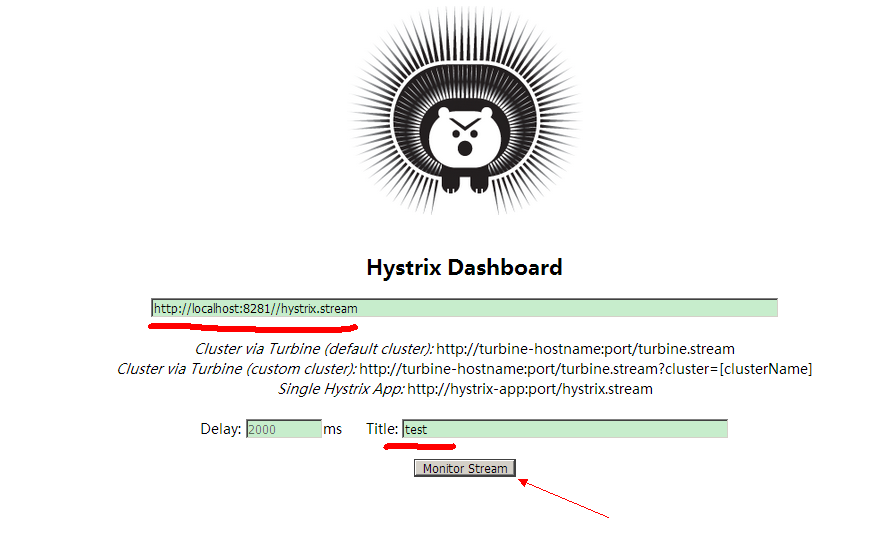 Hystrix Dashboard
http://localhost:8281//hystrix.stream
Cluster via Turbine (default cluster): http://turbine-hostname:port/turbine.stream
Cluster via Turbine (custom cluster): http://turbine-hostname:port/turbine.stream?cluster=[clusterName]
Single Hystrix App: http://hystrix-app:port/hystrix.stream
Delay: 2000 ms Title: test
Monitor Stream